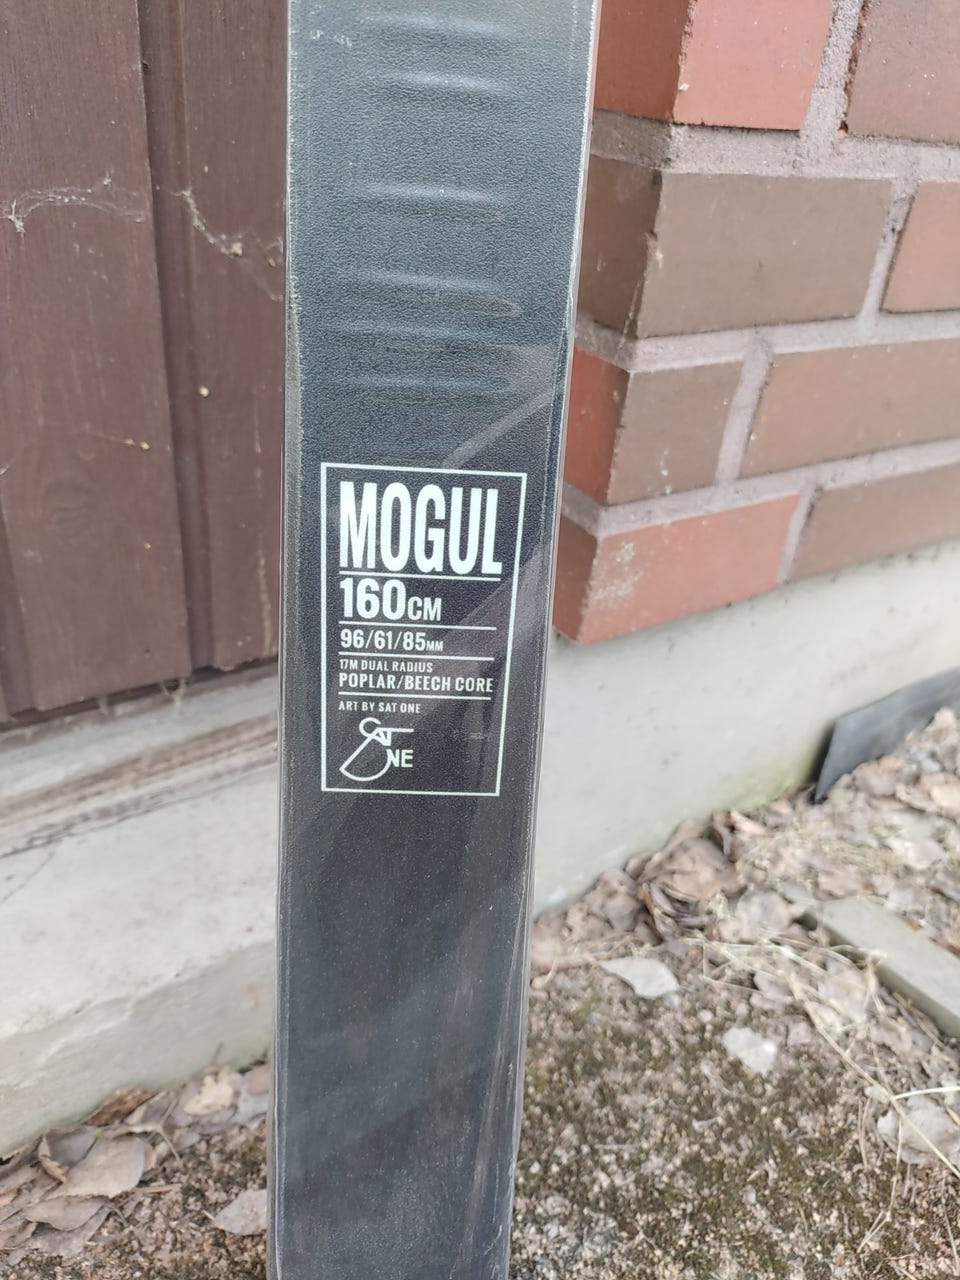 MOGUL
160CM
96/61/85MM
17M DUAL RADIUS
POPLAR/BEECH CORE
ART BY SAT ONE
SAT
ONE